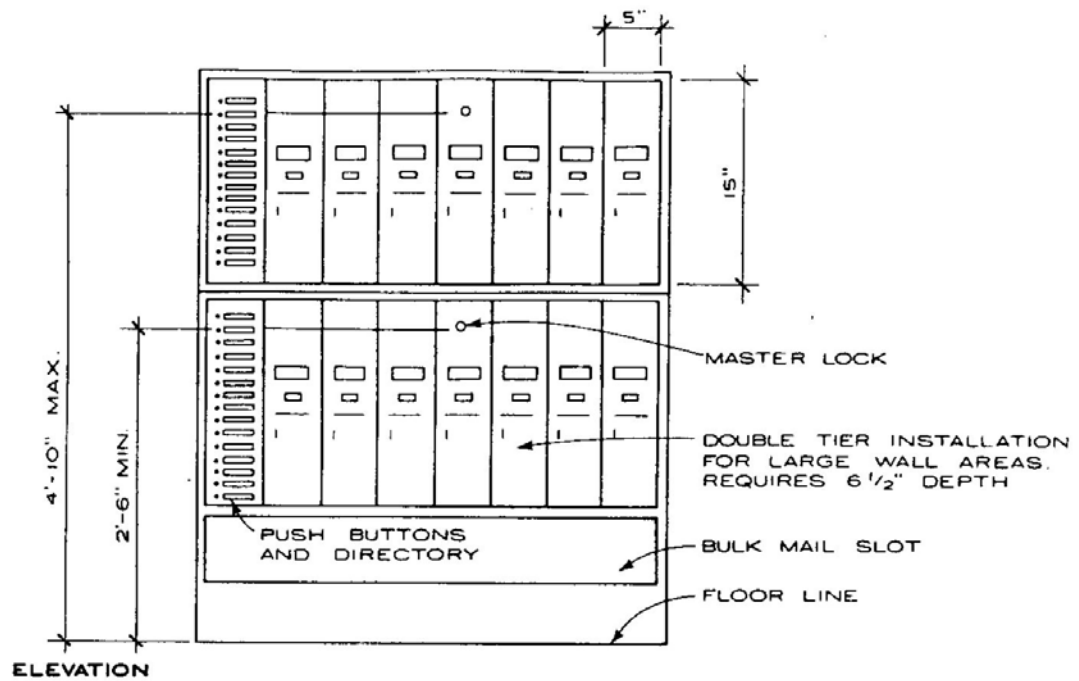 5"
15"
4'-10" MAX.
2'-6" MIN.
MASTER LOCK
DOUBLE TIER INSTALLATION
FOR LARGE WALL AREAS.
REQUIRES 6 1/2" DEPTH
PUSH BUTTONS
AND DIRECTORY
BULK MAIL SLOT
FLOOR LINE
ELEVATION